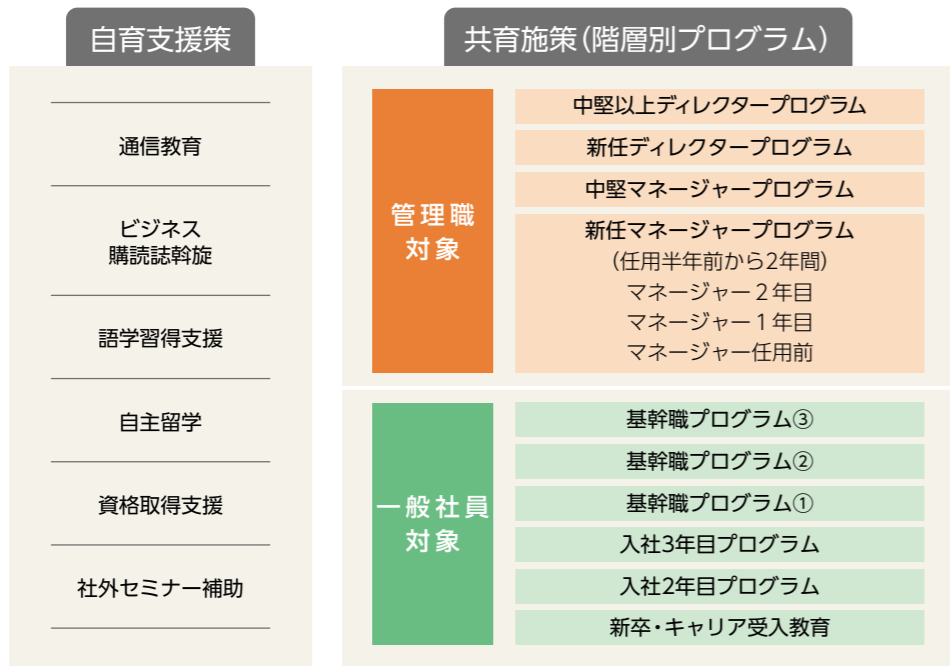 自育支援策
通信教育
ビジネス
購読誌斡旋
語学習得支援
自主留学
資格取得支援
社外セミナー補助
共育施策(階層別プログラム)
管理職
対象
中堅以上ディレクタープログラム
新任ディレクタープログラム
中堅マネージャープログラム
新任マネージャープログラム
(任用半年前から2年間)
マネージャー2年目
マネージャー1年目
マネージャー任用前
一般社員
対象
基幹職プログラム③
基幹職プログラム②
基幹職プログラム①
入社3年目プログラム
入社2年目プログラム
新卒・キャリア受入教育